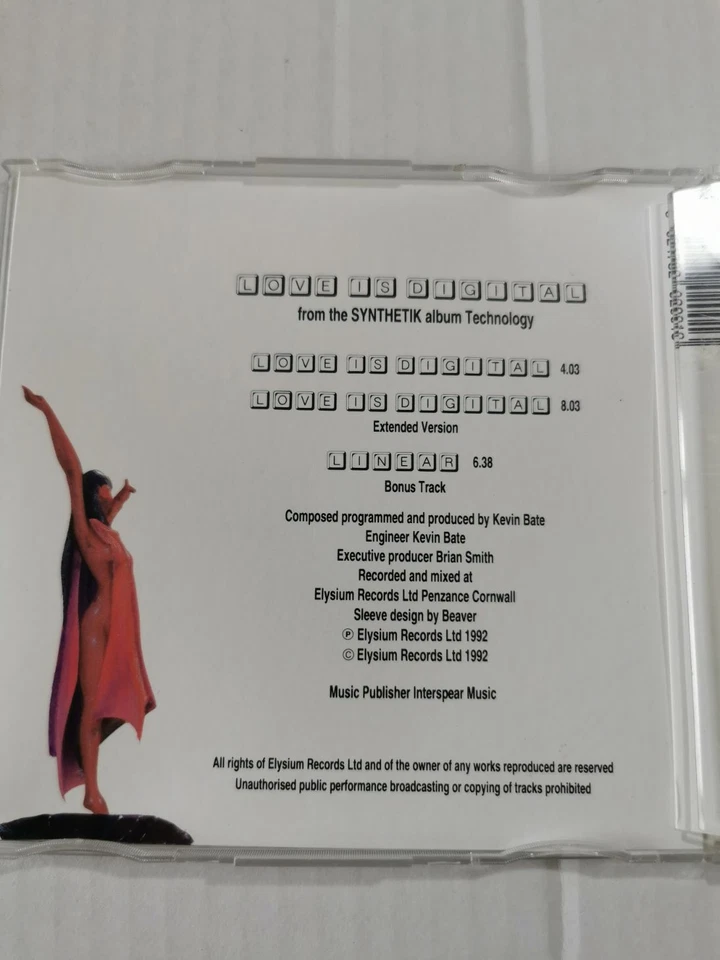 LOVE IS DIGITAL
from the SYNTHETIK album Technology
LOVE IS DIGITAL 4.03
LOVE IS DIGITAL 8.03
Extended Version
LINEAR 6.38
Bonus Track
Composed programmed and produced by Kevin Bate
Engineer Kevin Bate
Executive producer Brian Smith
Recorded and mixed at
Elysium Records Ltd Penzance Cornwall
Sleeve design by Beaver
℗ Elysium Records Ltd 1992
© Elysium Records Ltd 1992
Music Publisher Interspear Music
All rights of Elysium Records Ltd and of the owner of any works reproduced are reserved
Unauthorised public performance broadcasting or copying of tracks prohibited